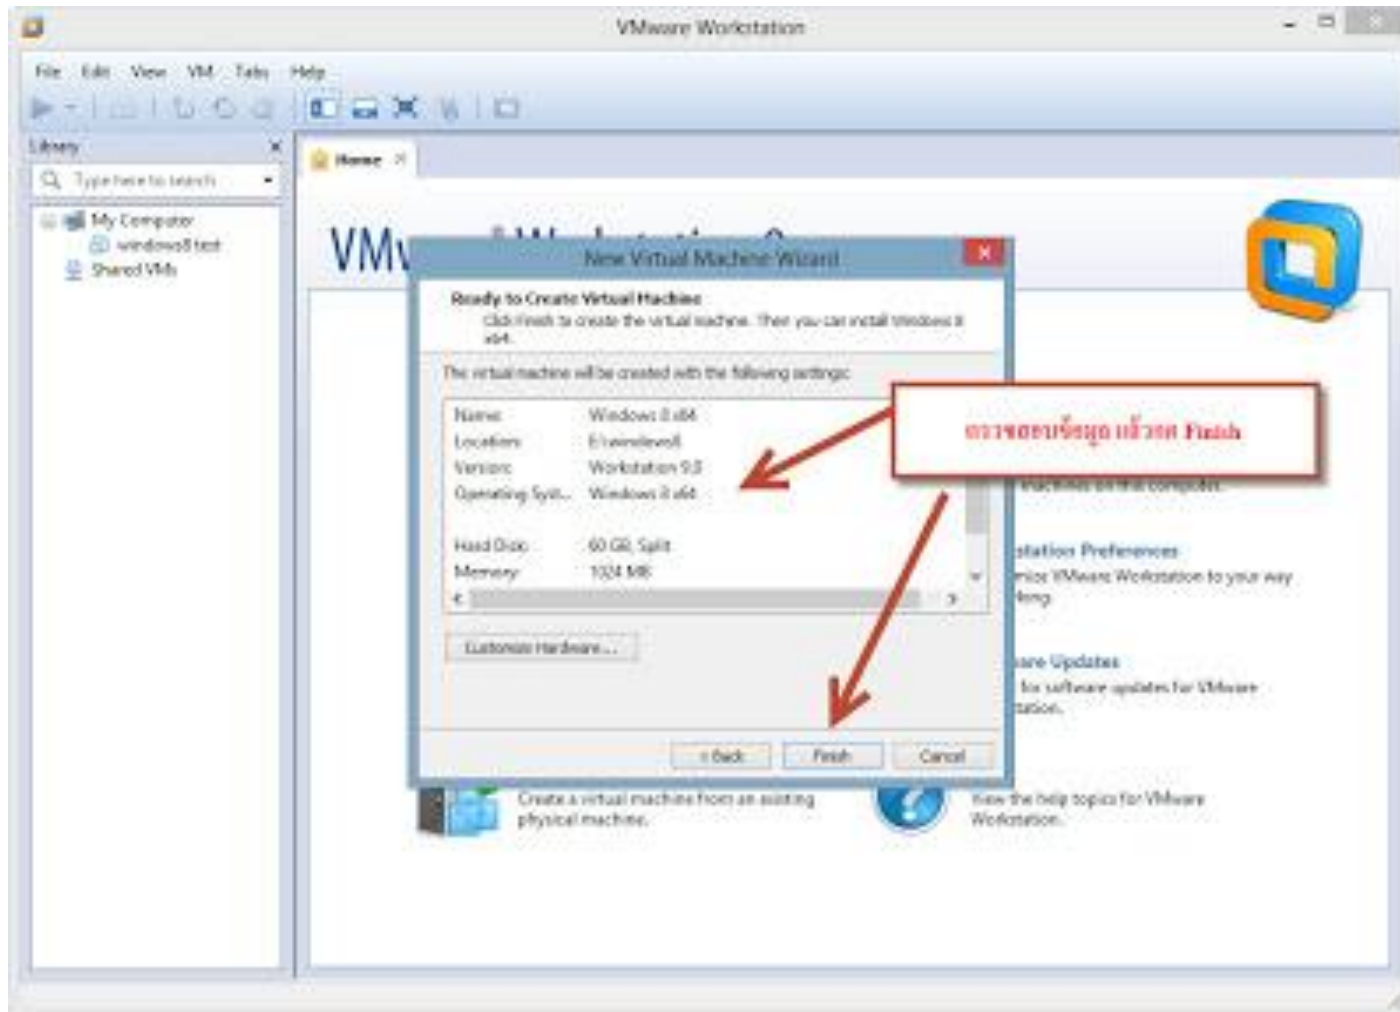 VMware Workstation
File Edit View VM Tabs Help
Library
Home
Type here to search
My Computer
windows8 test
Shared VMs
New Virtual Machine Wizard
Ready to Create Virtual Machine
Click Finish to create the virtual machine. Then you can install Windows 8
x64.
The virtual machine will be created with the following settings:
Name: Windows 8 x64
Location: E:\windows8
Version: Workstation 9.0
Operating Syst... Windows 8 x64
Hard Disk: 60 GB, Split
Memory: 1024 MB
Customize Hardware...
< Back Finish Cancel
ตรวจสอบข้อมูล แล้วกด Finish
machines on this computer.
station Preferences
mize VMware Workstation to your way
rking.
ware Updates
for software updates for VMware
station.
Create a virtual machine from an existing
physical machine.
View the help topics for VMware
Workstation.